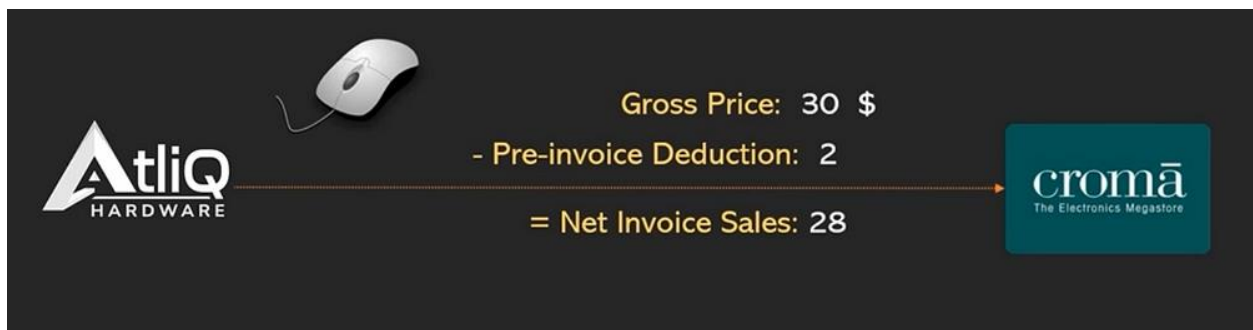 AtliQ
HARDWARE
Gross Price: 30 $
- Pre-invoice Deduction: 2
= Net Invoice Sales: 28
cromā
The Electronics Megastore